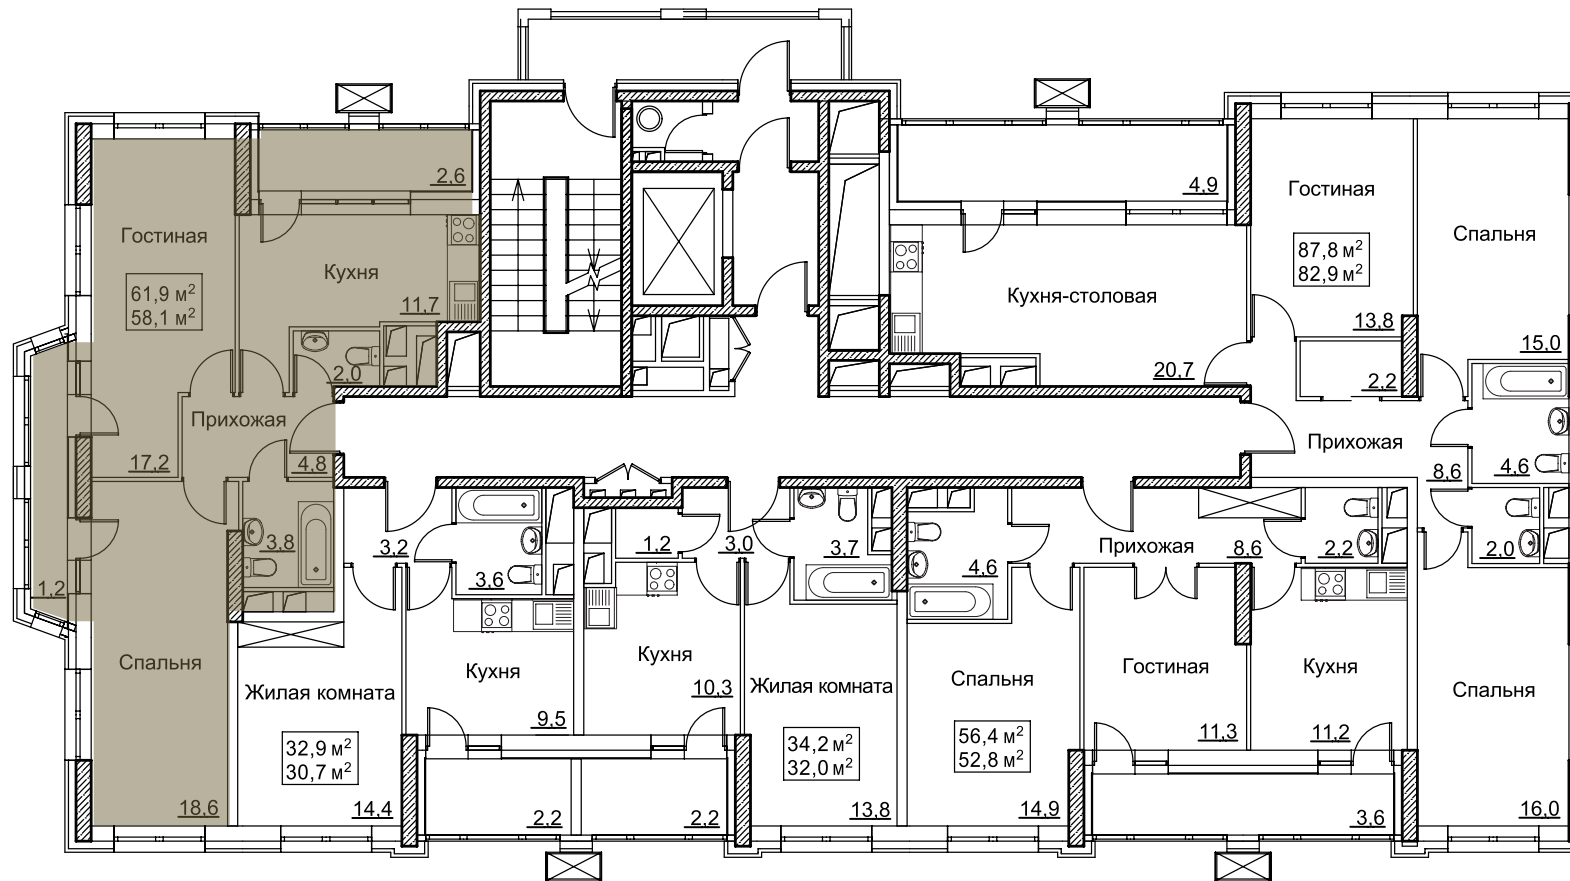 2,6
4,9
Гостиная
Кухня
11,7
61,9 м²
58,1 м²
Кухня-столовая
20,7
Гостиная
87,8 м²
82,9 м²
13,8
Спальня
15,0
2,0
2,2
Прихожая
17,2
4,8
Прихожая
8,6
4,6
3,8
3,2
3,6
1,2
3,0
3,7
4,6
Прихожая
8,6
2,2
2,0
1,2
Спальня
18,6
Жилая комната
32,9 м²
30,7 м²
14,4
Кухня
9,5
Кухня
10,3
Жилая комната
34,2 м²
32,0 м²
13,8
Спальня
56,4 м²
52,8 м²
14,9
Гостиная
11,3
Кухня
11,2
Спальня
16,0
2,2
2,2
3,6